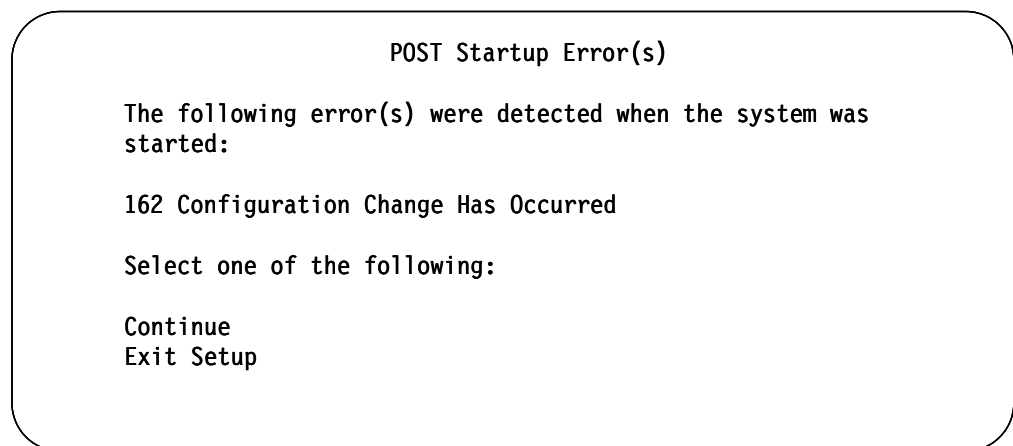 POST Startup Error(s)
The following error(s) were detected when the system was
started:
162 Configuration Change Has Occurred
Select one of the following:
Continue
Exit Setup